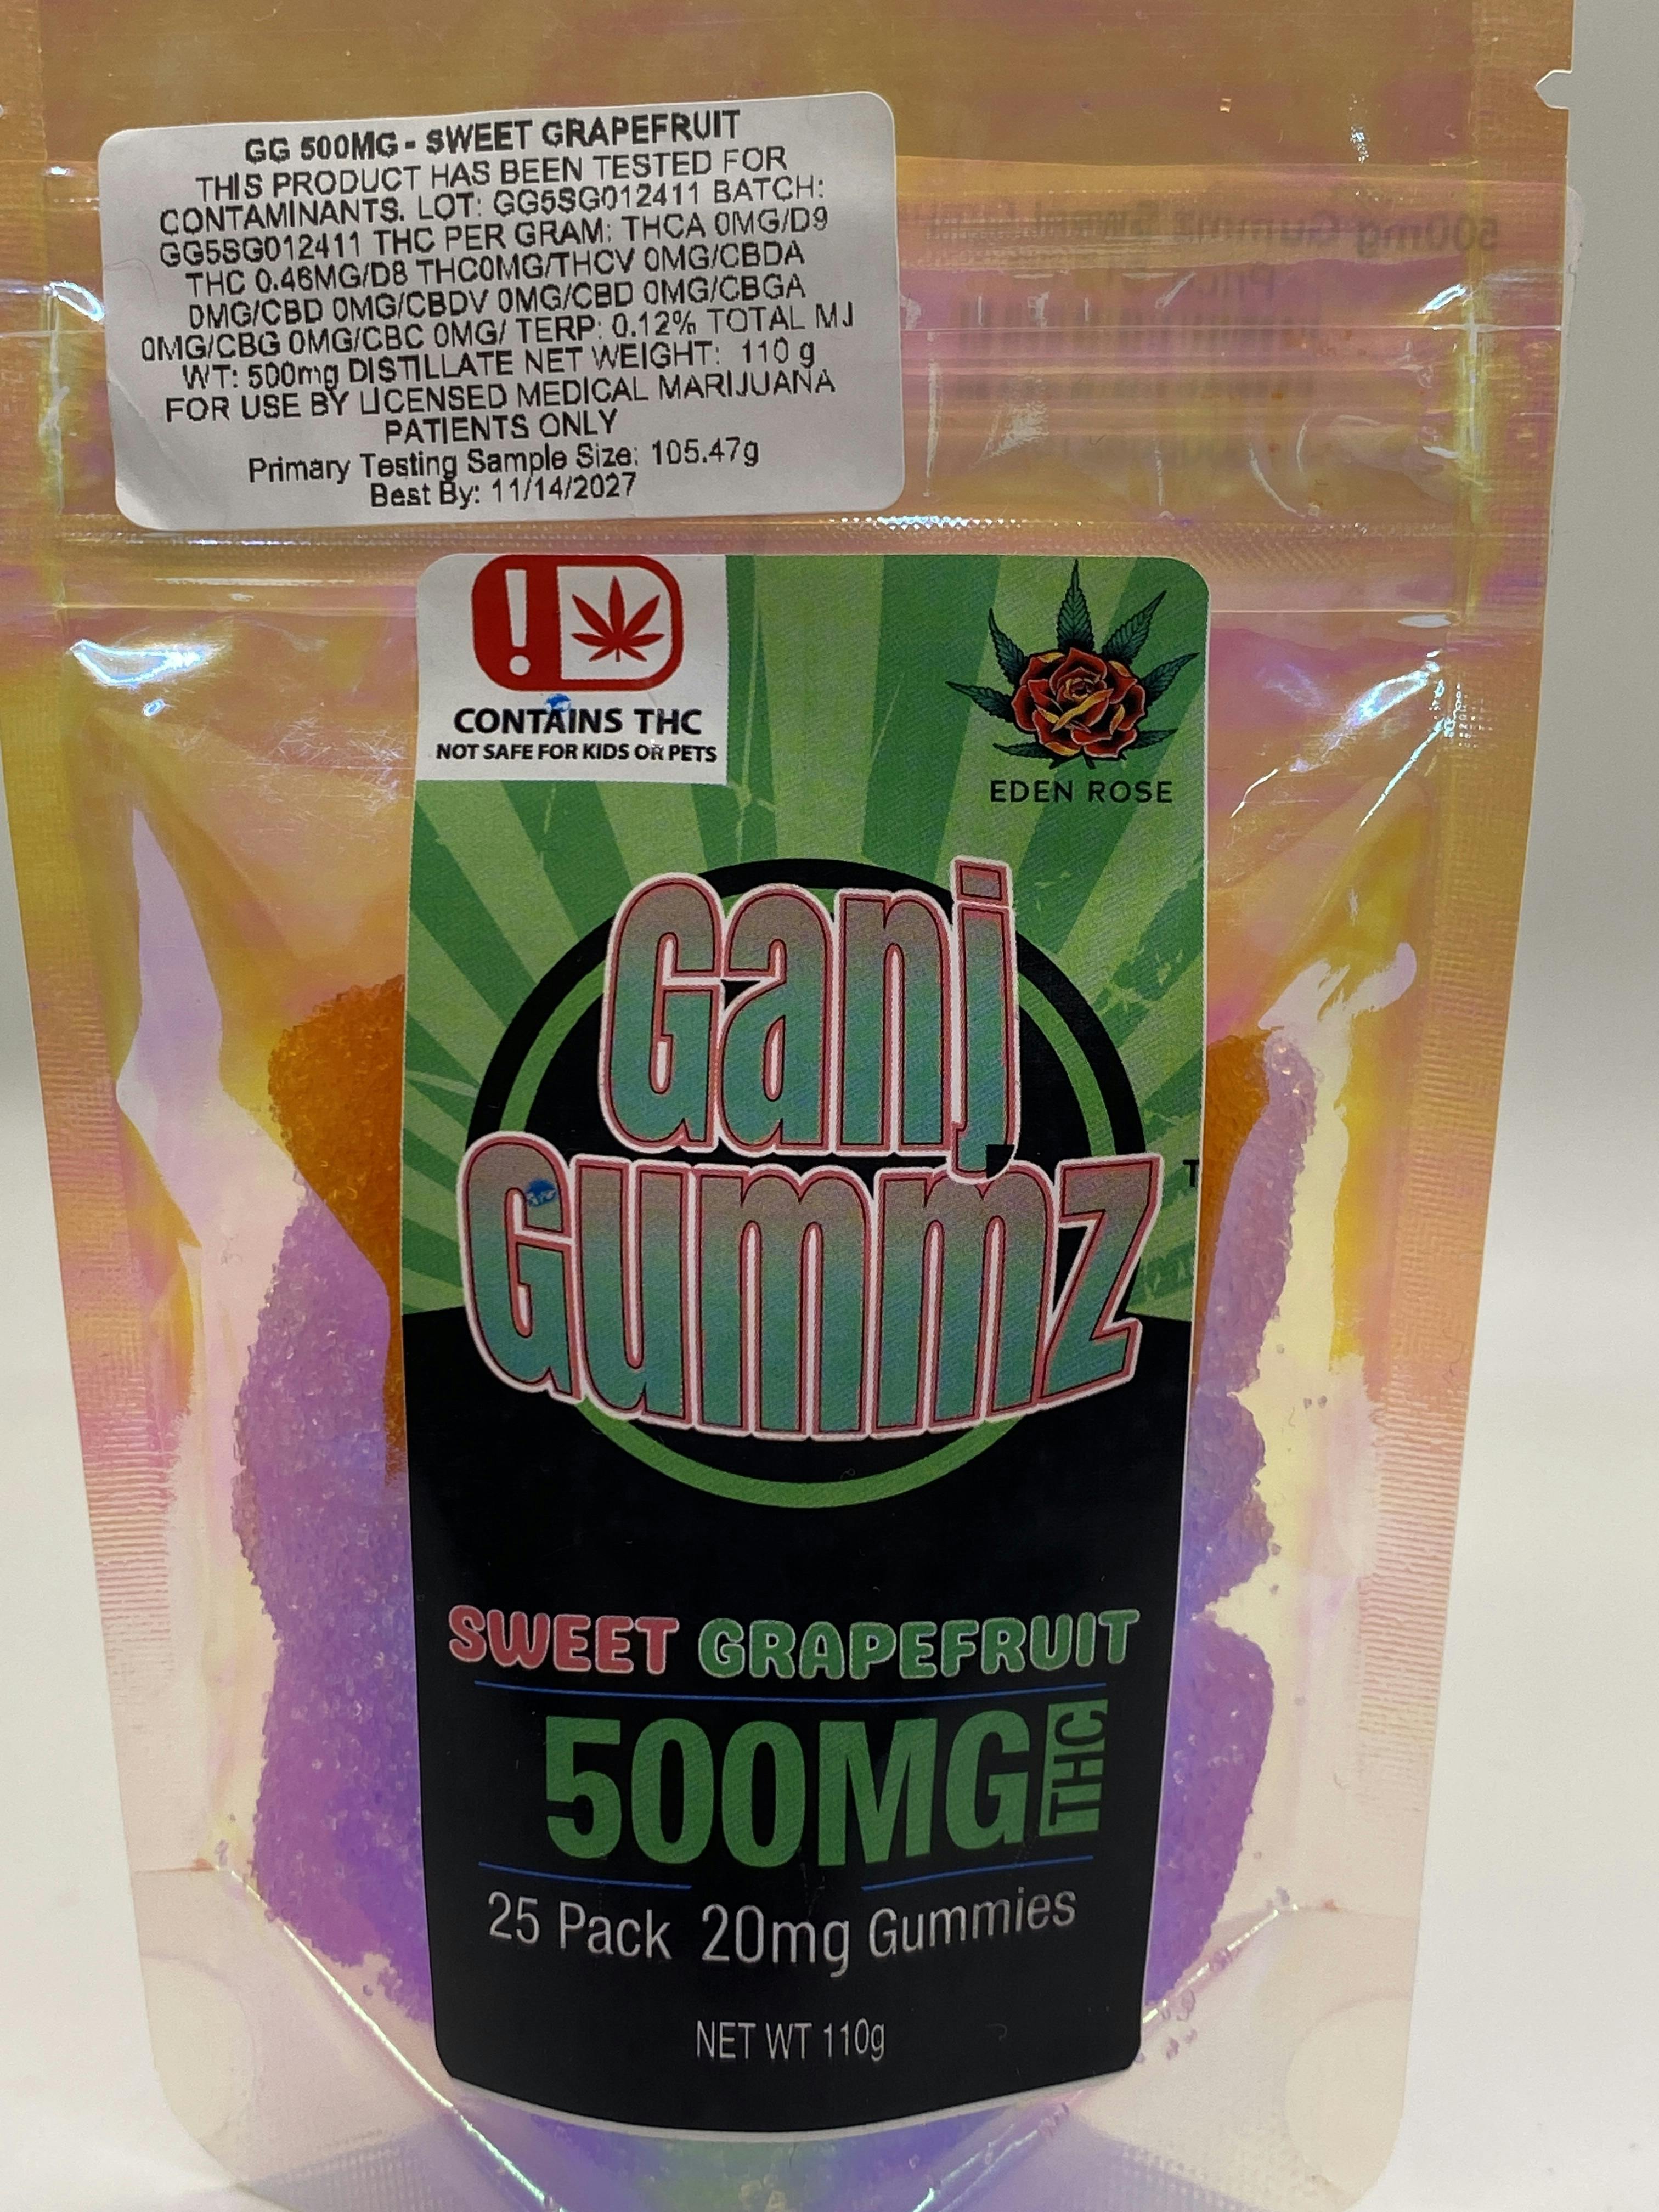 GG 500MG - SWEET GRAPEFRUIT
THIS PRODUCT HAS BEEN TESTED FOR
CONTAMINANTS. LOT: GG5SG012411 BATCH:
GG5SG012411 THC PER GRAM: THCA 0MG/D9
THC 0.46MG/D8 THC0MG/THCV 0MG/CBDA
0MG/CBD 0MG/CBDV 0MG/CBD 0MG/CBGA
0MG/CBG 0MG/CBC 0MG/ TERP: 0.12% TOTAL MJ
WT: 500mg DISTILLATE NET WEIGHT: 110 g
FOR USE BY LICENSED MEDICAL MARIJUANA
PATIENTS ONLY
Primary Testing Sample Size: 105.47g
Best By: 11/14/2027
CONTAINS THC
NOT SAFE FOR KIDS OR PETS
EDEN ROSE
Ganj
Gummz
SWEET GRAPEFRUIT
500MG THC
25 Pack 20mg Gummies
NET WT 110g